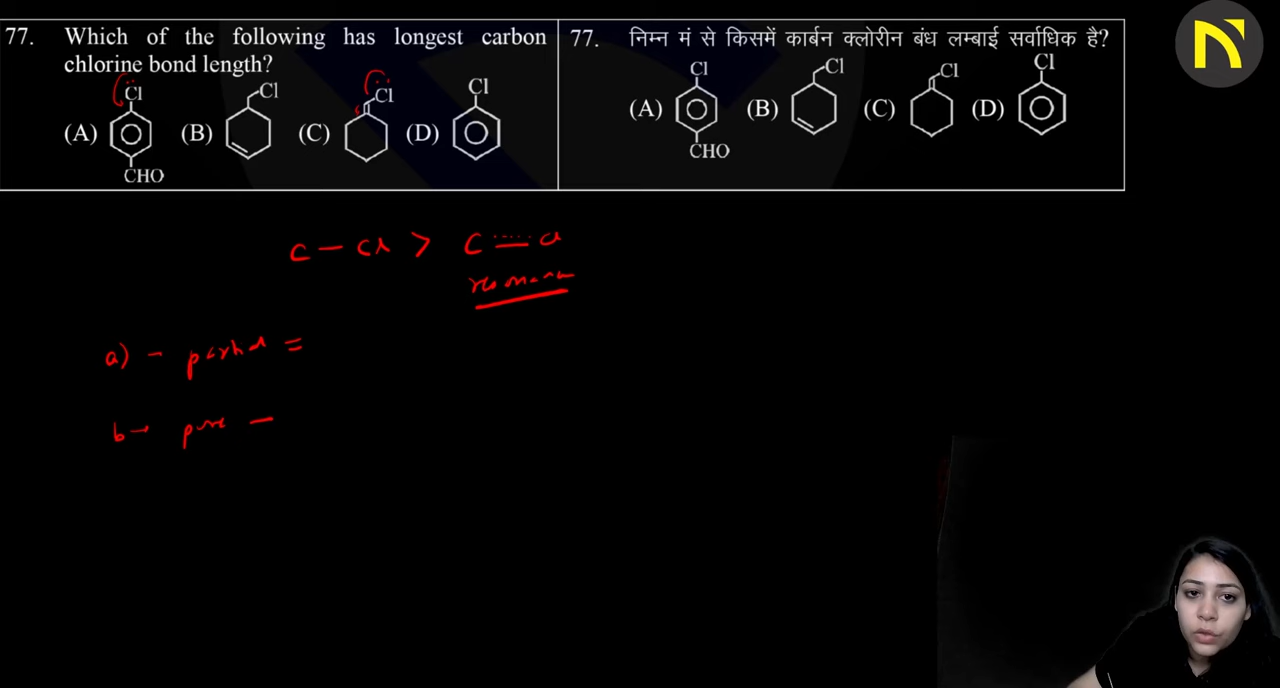 77. Which of the following has longest carbon
chlorine bond length?
Cl Cl Cl Cl
(A) (B) (C) (D)
CHO
77. निम्न मं से किसमें कार्बन क्लोरीन बंध लम्बाई सर्वाधिक है?
Cl Cl Cl Cl
(A) (B) (C) (D)
CHO
C – Cl > C = Cl
a) – partial =
b → pure –